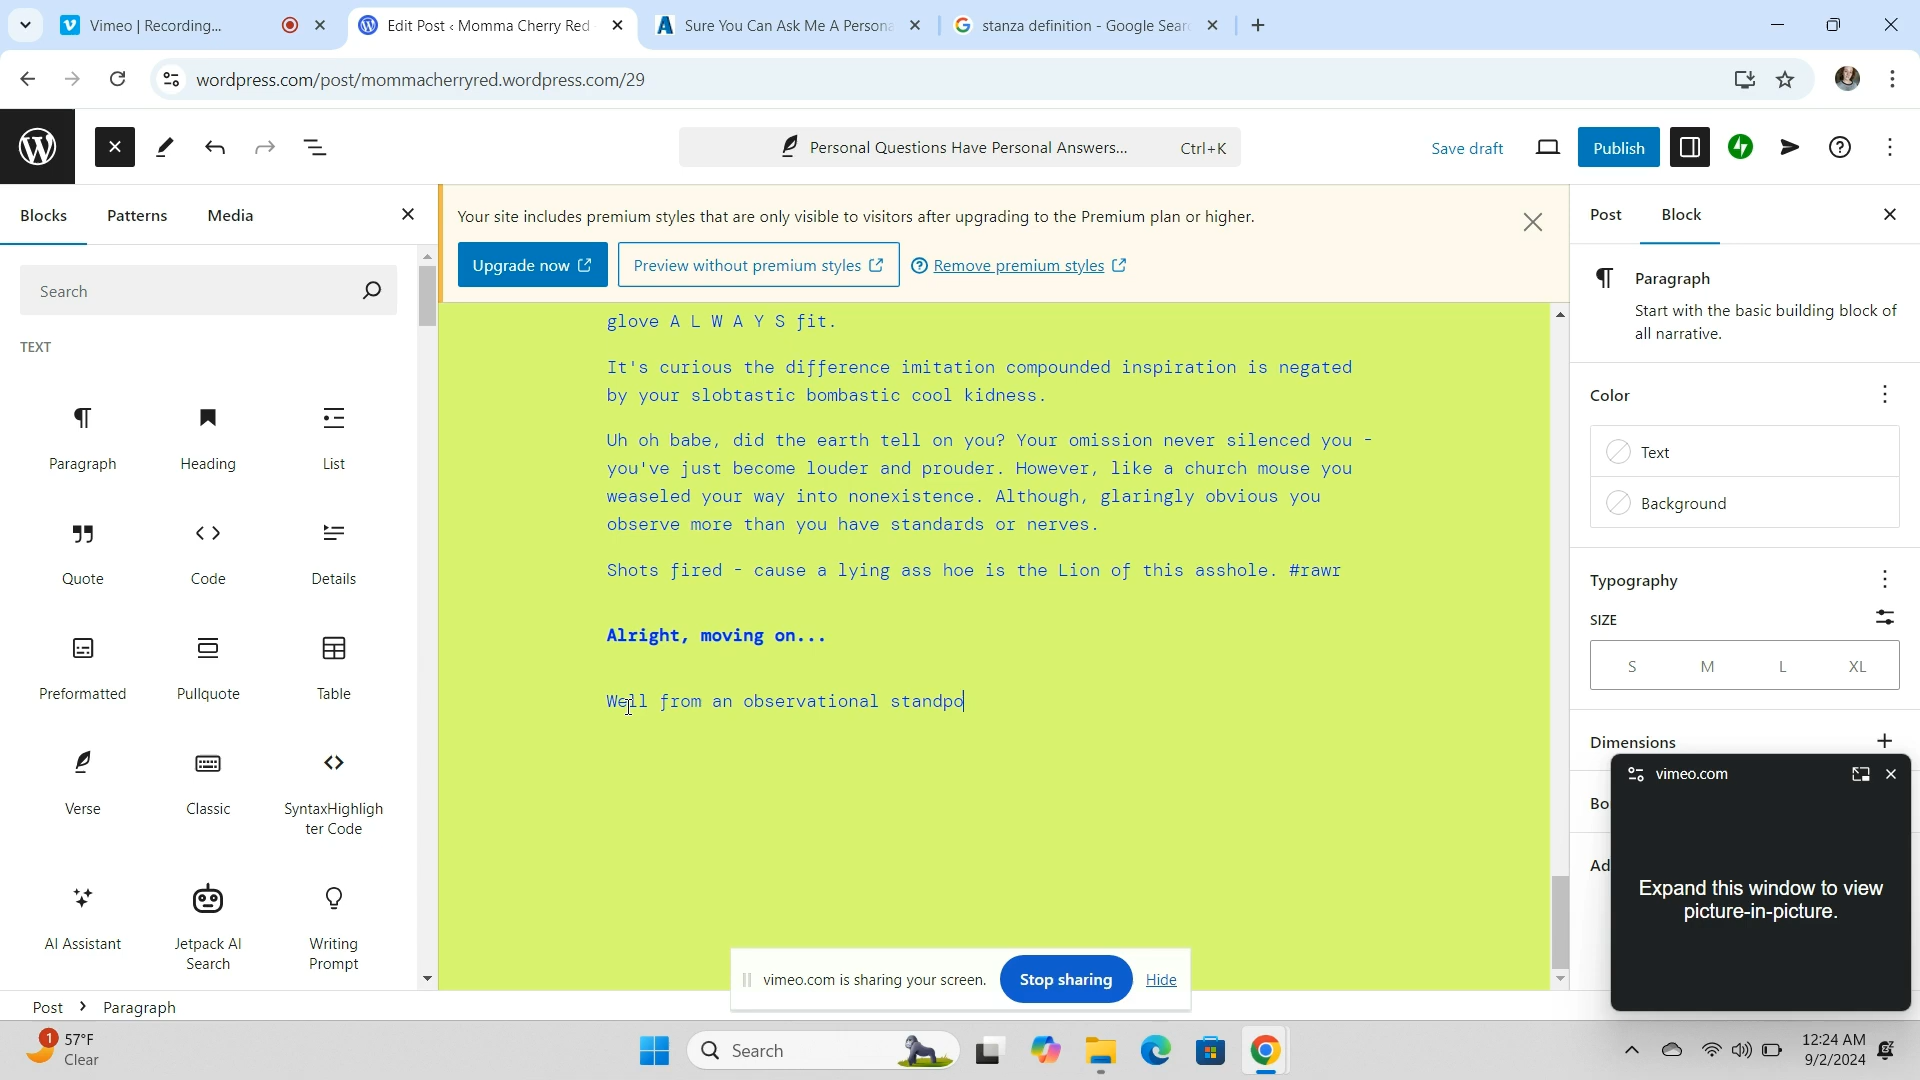 Vimeo | Recording...
Edit Post ‹ Momma Cherry Red
Sure You Can Ask Me A Persona
stanza definition - Google Sear
wordpress.com/post/mommacherryred.wordpress.com/29
Personal Questions Have Personal Answers...
Ctrl+K
Save draft
Publish
Blocks
Patterns
Media
Your site includes premium styles that are only visible to visitors after upgrading to the Premium plan or higher.
Upgrade now
Preview without premium styles
Remove premium styles
Post
Block
Search
TEXT
Paragraph
Heading
List
Quote
Code
Details
Preformatted
Pullquote
Table
Verse
Classic
SyntaxHighligh
ter Code
AI Assistant
Jetpack AI
Search
Writing
Prompt
glove A L W A Y S fit.
It's curious the difference imitation compounded inspiration is negated
by your slobtastic bombastic cool kidness.
Uh oh babe, did the earth tell on you? Your omission never silenced you -
you've just become louder and prouder. However, like a church mouse you
weaseled your way into nonexistence. Although, glaringly obvious you
observe more than you have standards or nerves.
Shots fired - cause a lying ass hoe is the Lion of this asshole. #rawr
Alright, moving on...
Well from an observational standpo
Paragraph
Start with the basic building block of
all narrative.
Color
Text
Background
Typography
SIZE
S
M
L
XL
Dimensions
Bo
Ad
vimeo.com
Expand this window to view
picture-in-picture.
vimeo.com is sharing your screen.
Stop sharing
Hide
Post
Paragraph
1
57°F
Clear
Search
12:24 AM
9/2/2024